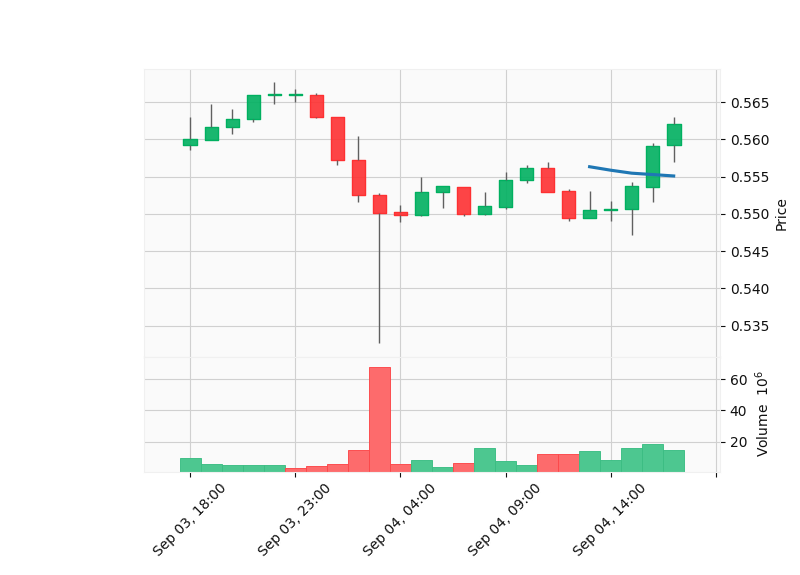 0.565
0.560
0.555
0.550
0.545
0.540
0.535
Price
60
40
20
Volume 10^6
Sep 03, 18:00
Sep 03, 23:00
Sep 04, 04:00
Sep 04, 09:00
Sep 04, 14:00